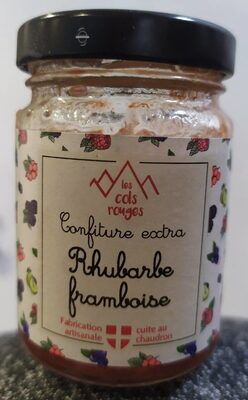 les
cols
rouges
Confiture extra
Rhubarbe
framboise
Fabrication
artisanale
cuite au
chaudron